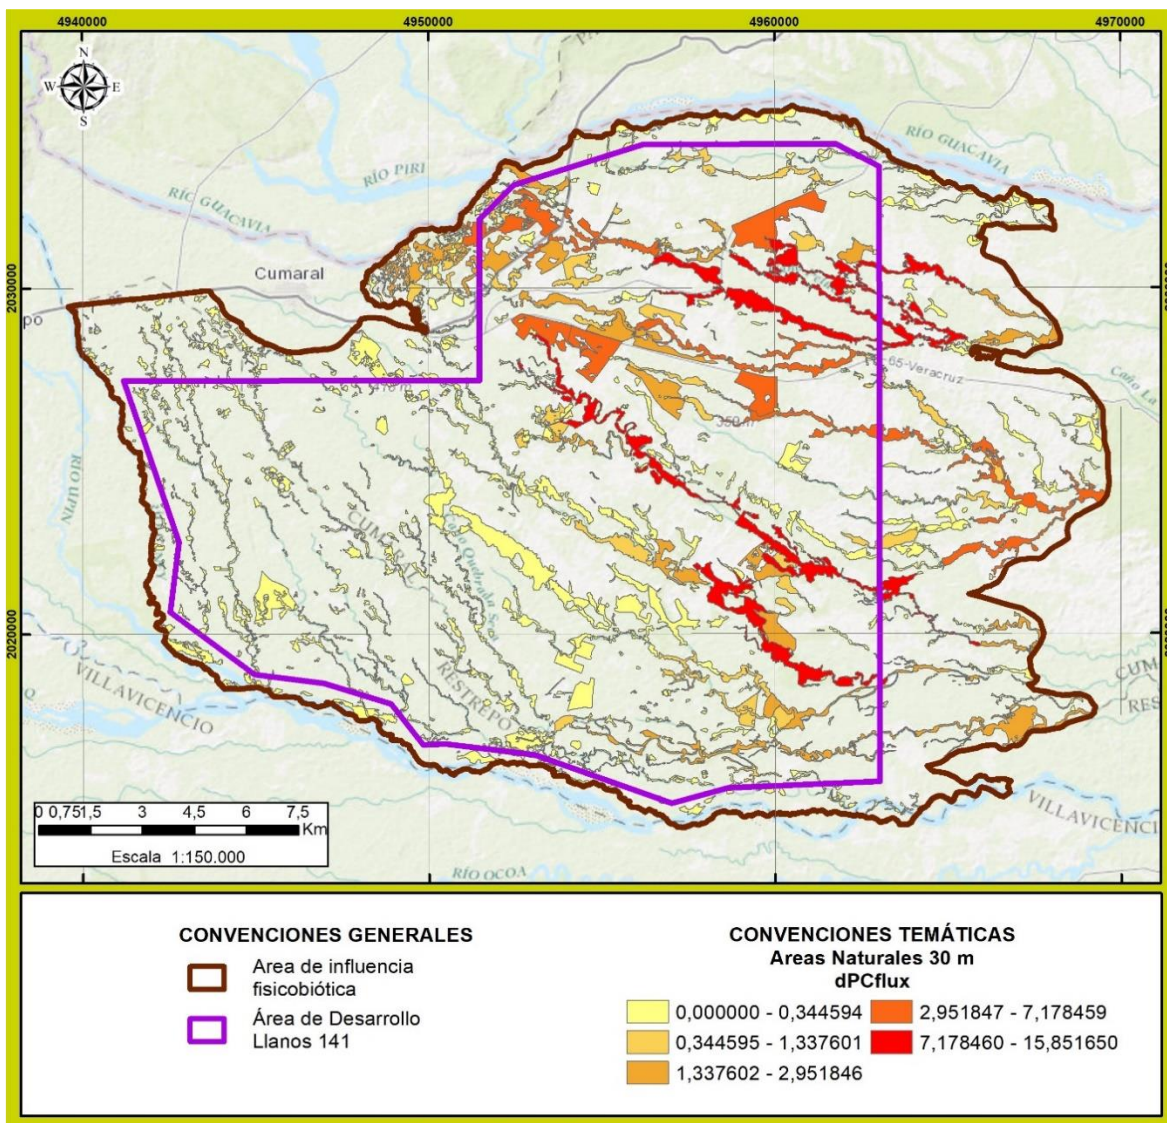 4940000 4950000 4960000 4970000
N
W E
S
RÍO GUACAVIA
RÍO PIRI
RÍO GUACAVIA
Cumaral
2030000
po
65-Veracruz
Caño La
350 m
RÍO UPIN
CUMARAL
Caño Quebrada Seca
2020000
RESTREPO
VILLAVICENCIO
CUMA
RES
VILLAVICENCI
RÍO OCOA
0 0,751,5 3 4,5 6 7,5
Km
Escala 1:150.000
CONVENCIONES GENERALES
Area de influencia
fisicobiótica
Área de Desarrollo
Llanos 141
CONVENCIONES TEMÁTICAS
Areas Naturales 30 m
dPCflux
0,000000 - 0,344594
2,951847 - 7,178459
0,344595 - 1,337601
7,178460 - 15,851650
1,337602 - 2,951846